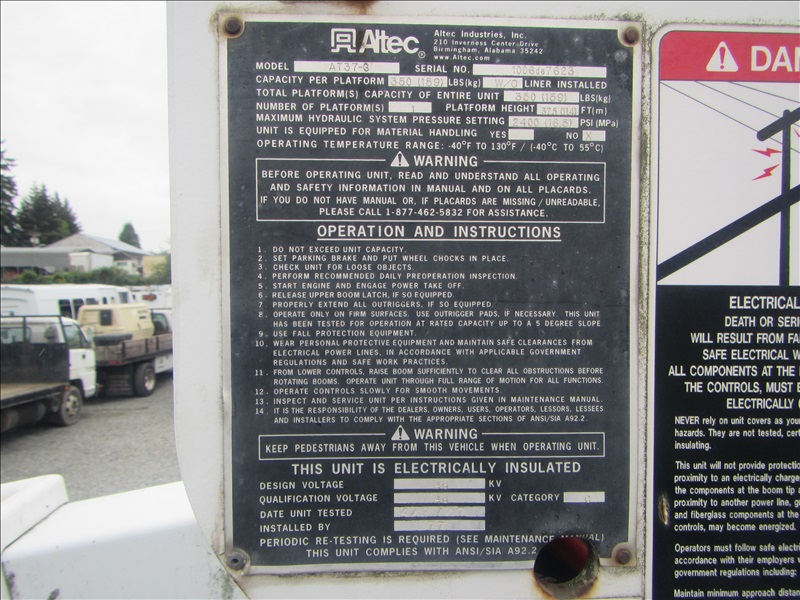 Altec
Altec Industries, Inc.
210 Inverness Center Drive
Birmingham, Alabama 35242
www.Altec.com
MODEL AT37-G SERIAL NO.
CAPACITY PER PLATFORM 350 (159) LBS(kg) W/O LINER INSTALLED
TOTAL PLATFORM(S) CAPACITY OF ENTIRE UNIT 350 (159) LBS(kg)
NUMBER OF PLATFORM(S) 1 PLATFORM HEIGHT FT(m)
MAXIMUM HYDRAULIC SYSTEM PRESSURE SETTING 2400 PSI (MPa)
UNIT IS EQUIPPED FOR MATERIAL HANDLING YES NO X
OPERATING TEMPERATURE RANGE: -40°F TO 130°F / (-40°C TO 55°C)
WARNING
BEFORE OPERATING UNIT, READ AND UNDERSTAND ALL OPERATING
AND SAFETY INFORMATION IN MANUAL AND ON ALL PLACARDS.
IF YOU DO NOT HAVE MANUAL OR, IF PLACARDS ARE MISSING / UNREADABLE,
PLEASE CALL 1-877-462-5832 FOR ASSISTANCE.
OPERATION AND INSTRUCTIONS
1. DO NOT EXCEED UNIT CAPACITY.
2. SET PARKING BRAKE AND PUT WHEEL CHOCKS IN PLACE.
3. CHECK UNIT FOR LOOSE OBJECTS.
4. PERFORM RECOMMENDED DAILY PREOPERATION INSPECTION.
5. START ENGINE AND ENGAGE POWER TAKE OFF.
6. RELEASE UPPER BOOM LATCH, IF SO EQUIPPED.
7. PROPERLY EXTEND ALL OUTRIGGERS, IF SO EQUIPPED.
8. OPERATE ONLY ON FIRM SURFACES. USE OUTRIGGER PADS, IF NECESSARY. THIS UNIT
HAS BEEN TESTED FOR OPERATION AT RATED CAPACITY UP TO A 5 DEGREE SLOPE
9. USE FALL PROTECTION EQUIPMENT.
10. WEAR PERSONAL PROTECTIVE EQUIPMENT AND MAINTAIN SAFE CLEARANCES FROM
ELECTRICAL POWER LINES, IN ACCORDANCE WITH APPLICABLE GOVERNMENT
REGULATIONS AND SAFE WORK PRACTICES.
11. FROM LOWER CONTROLS, RAISE BOOM SUFFICIENTLY TO CLEAR ALL OBSTRUCTIONS BEFORE
ROTATING BOOMS. OPERATE UNIT THROUGH FULL RANGE OF MOTION FOR ALL FUNCTIONS.
12. OPERATE CONTROLS SLOWLY FOR SMOOTH MOVEMENTS.
13. INSPECT AND SERVICE UNIT PER INSTRUCTIONS GIVEN IN MAINTENANCE MANUAL.
14. IT IS THE RESPONSIBILITY OF THE DEALERS, OWNERS, USERS, OPERATORS, LESSORS, LESSEES
AND INSTALLERS TO COMPLY WITH THE APPROPRIATE SECTIONS OF ANSI/SIA A92.2.
WARNING
KEEP PEDESTRIANS AWAY FROM THIS VEHICLE WHEN OPERATING UNIT.
THIS UNIT IS ELECTRICALLY INSULATED
DESIGN VOLTAGE KV
QUALIFICATION VOLTAGE KV CATEGORY
DATE UNIT TESTED
INSTALLED BY
PERIODIC RE-TESTING IS REQUIRED (SEE MAINTENANCE MANUAL)
THIS UNIT COMPLIES WITH ANSI/SIA A92.2
DAN
ELECTRICAL
DEATH OR SERI
WILL RESULT FROM FA
SAFE ELECTRICAL W
ALL COMPONENTS AT THE
THE CONTROLS, MUST B
ELECTRICALLY
NEVER rely on unit covers as your
hazards. They are not tested, cert
insulating.
This unit will not provide protectio
proximity to an electrically charge
the components at the boom tip a
proximity to another power line, g
and fiberglass components at the
controls, may become energized.
Operators must follow safe electri
accordance with their employers
government regulations including:
Maintain minimum approach distan